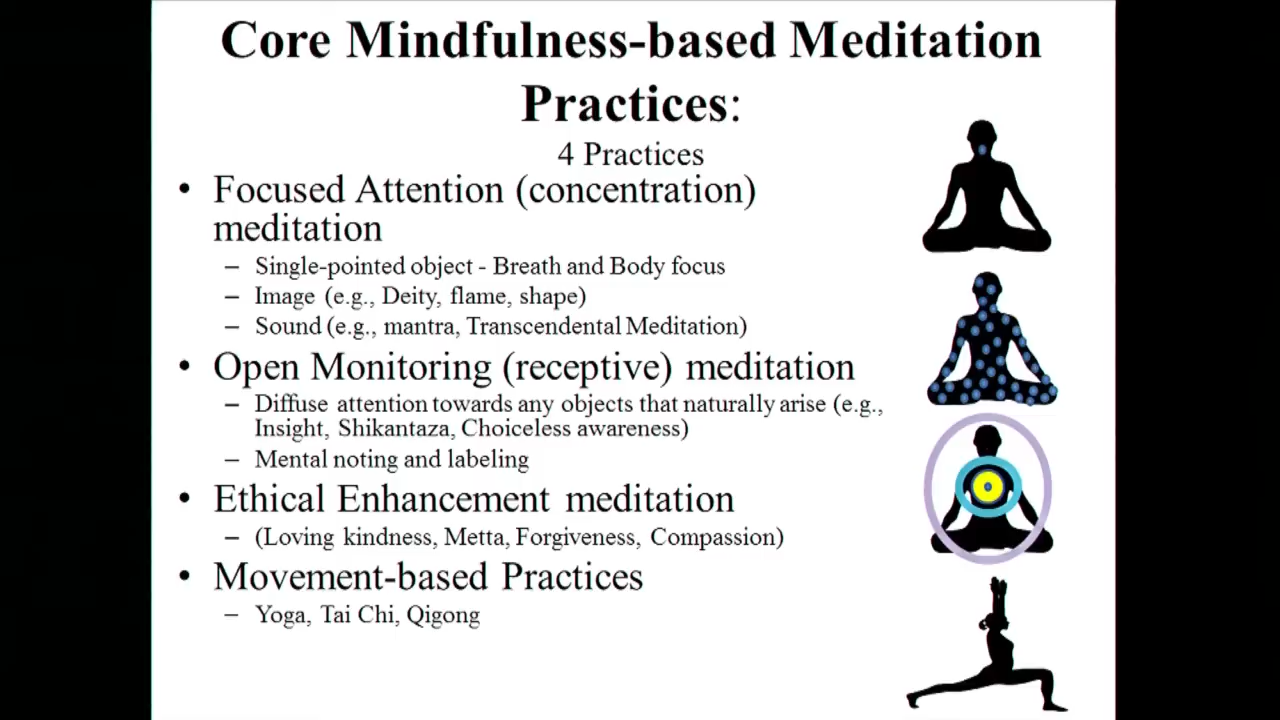 Core Mindfulness-based Meditation
Practices:
4 Practices
• Focused Attention (concentration)
meditation
– Single-pointed object - Breath and Body focus
– Image (e.g., Deity, flame, shape)
– Sound (e.g., mantra, Transcendental Meditation)
• Open Monitoring (receptive) meditation
– Diffuse attention towards any objects that naturally arise (e.g.,
Insight, Shikantaza, Choiceless awareness)
– Mental noting and labeling
• Ethical Enhancement meditation
– (Loving kindness, Metta, Forgiveness, Compassion)
• Movement-based Practices
– Yoga, Tai Chi, Qigong